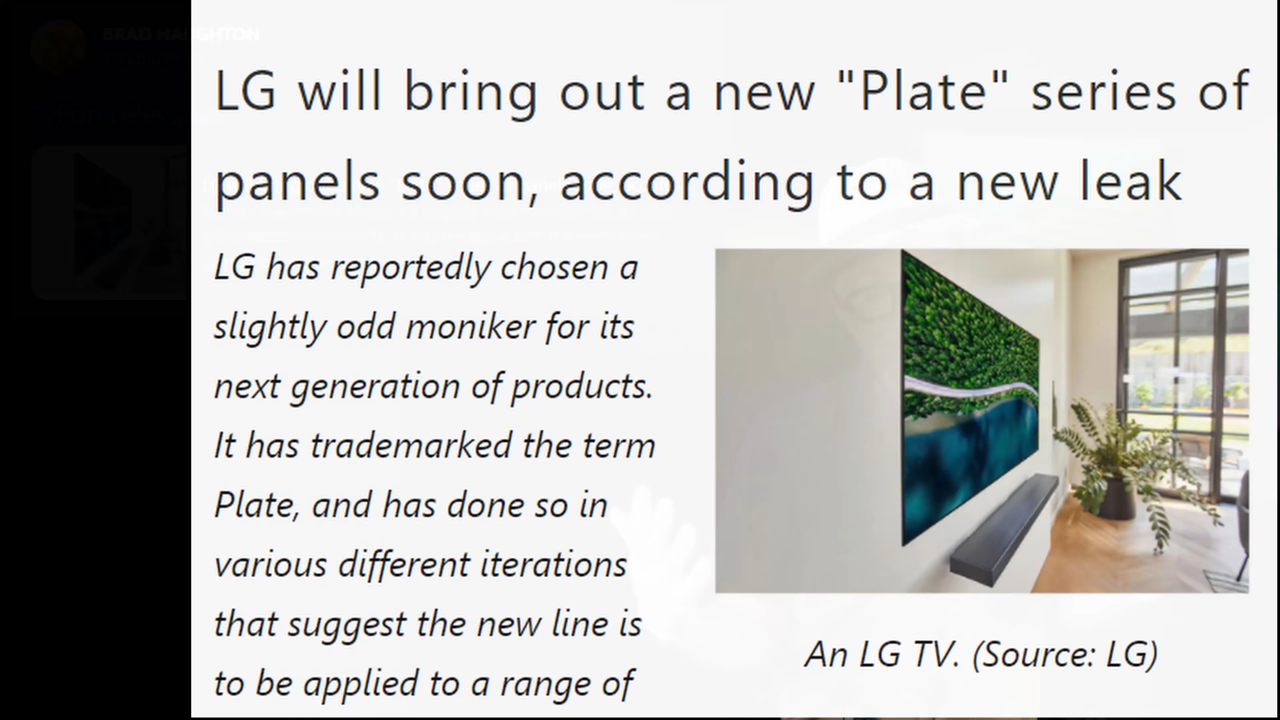 BRAD HAUGHTON
LG will bring out a new "Plate" series of
panels soon, according to a new leak
LG has reportedly chosen a
slightly odd moniker for its
next generation of products.
It has trademarked the term
Plate, and has done so in
various different iterations
that suggest the new line is
to be applied to a range of
An LG TV. (Source: LG)